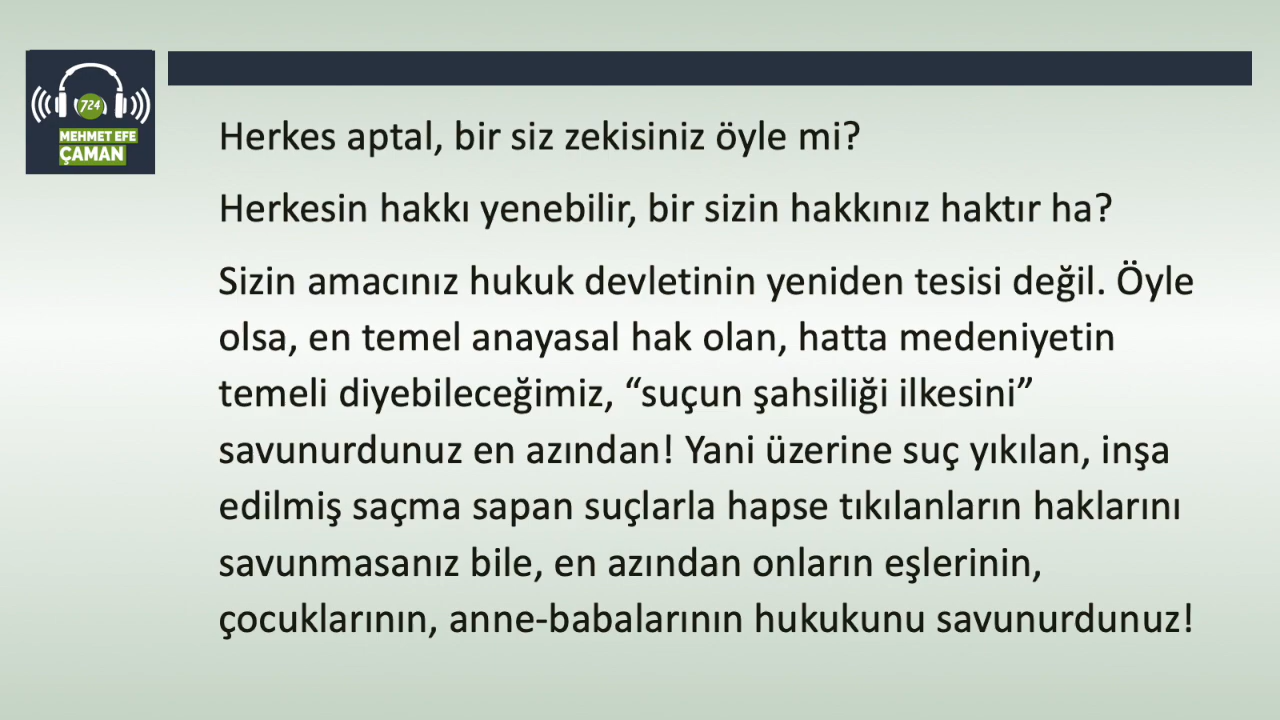 724
MEHMET EFE
ÇAMAN
Herkes aptal, bir siz zekisiniz öyle mi?
Herkesin hakkı yenebilir, bir sizin hakkınız haktır ha?
Sizin amacınız hukuk devletinin yeniden tesisi değil. Öyle
olsa, en temel anayasal hak olan, hatta medeniyetin
temeli diyebileceğimiz, “suçun şahsiliği ilkesini”
savunurdunuz en azından! Yani üzerine suç yıkılan, inşa
edilmiş saçma sapan suçlarla hapse tıkılanların haklarını
savunmasanız bile, en azından onların eşlerinin,
çocuklarının, anne-babalarının hukukunu savunurdunuz!